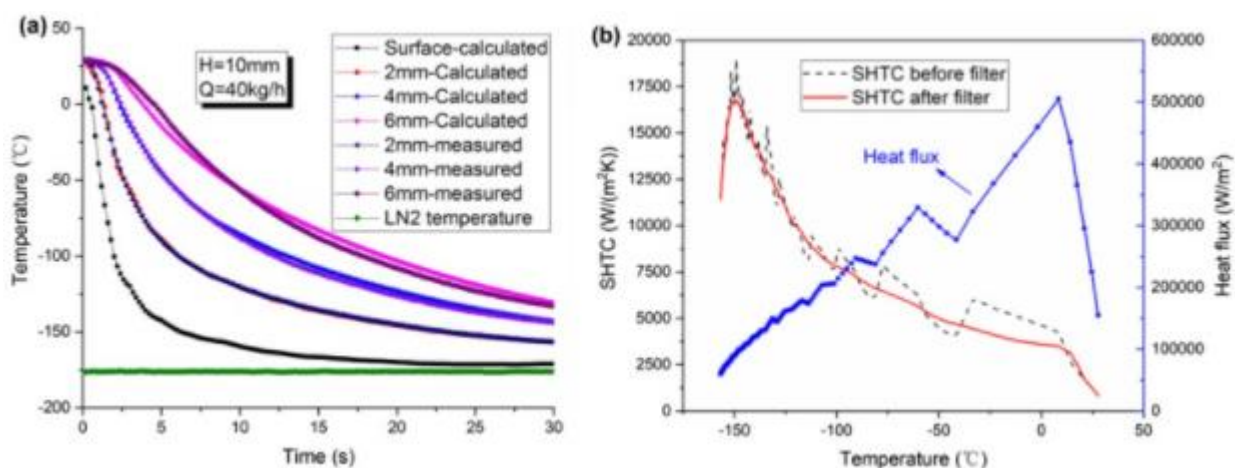 (a)
50
0
-50
-100
-150
-200
Temperature (℃)
H=10mm
Q=40kg/h
Surface-calculated
2mm-Calculated
4mm-Calculated
6mm-Calculated
2mm-measured
4mm-measured
6mm-measured
LN2 temperature
0 5 10 15 20 25 30
Time (s)
(b)
20000
17500
15000
12500
10000
7500
5000
2500
0
SHTC (W/(m²K))
SHTC before filter
SHTC after filter
Heat flux
600000
500000
400000
300000
200000
100000
0
Heat flux (W/m²)
-150 -100 -50 0 50
Temperature (℃)